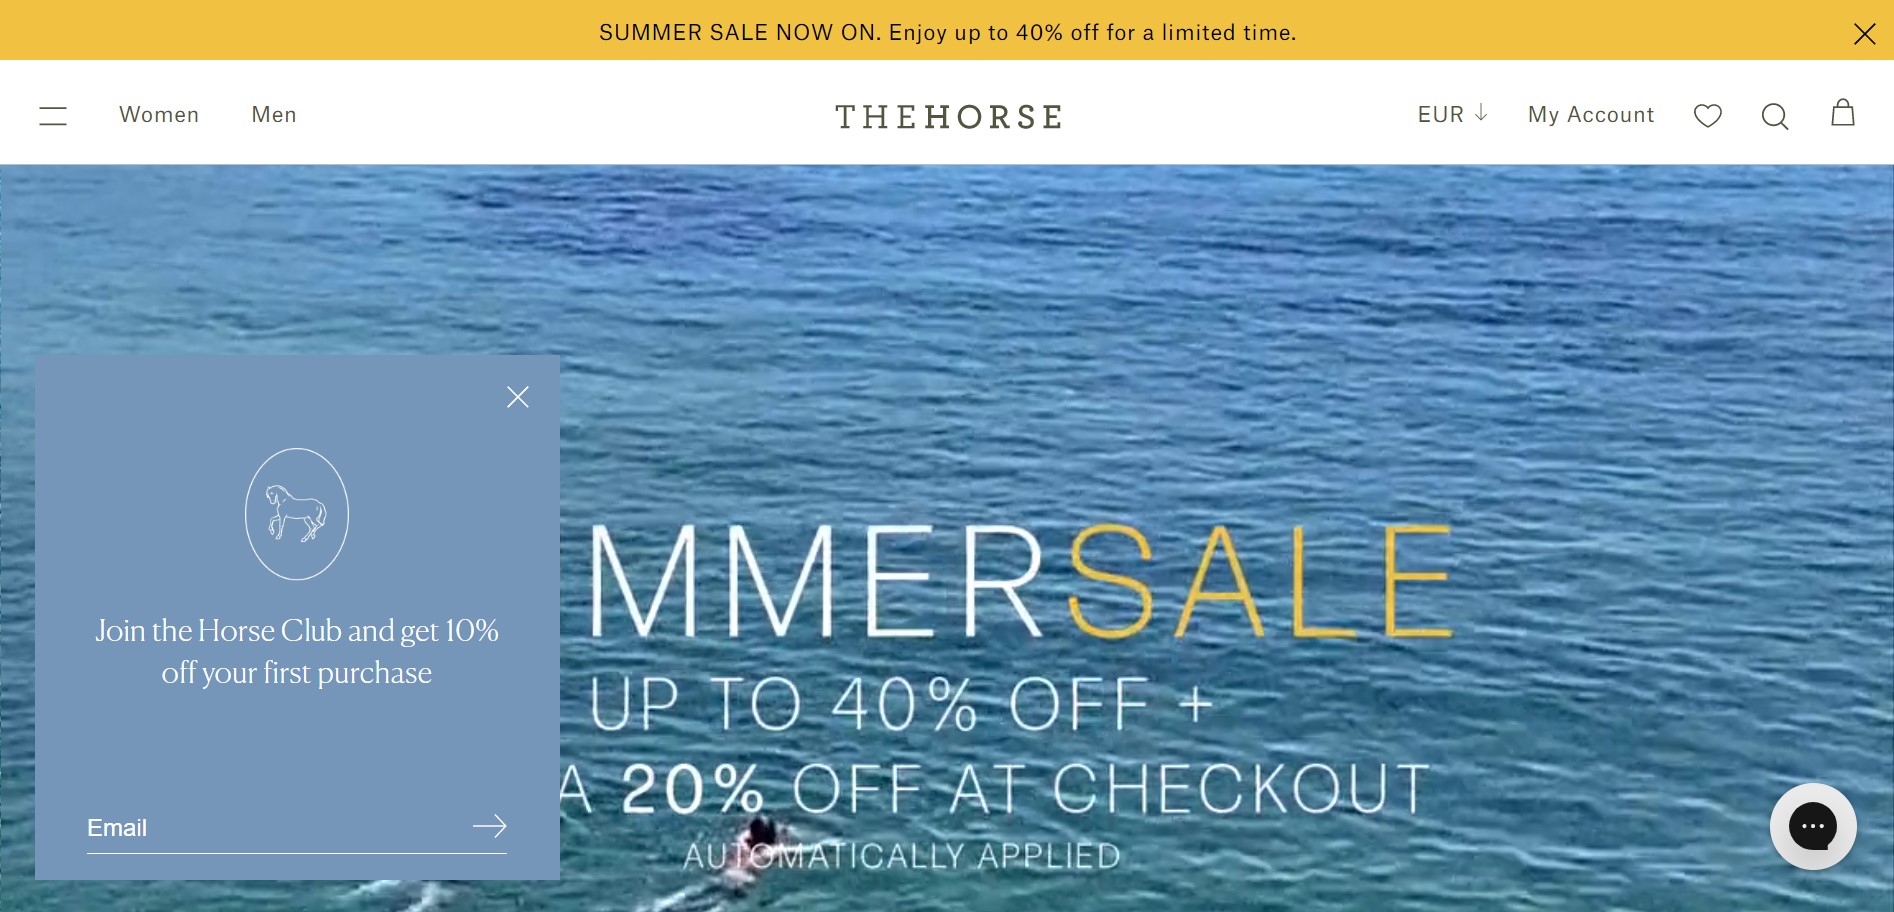 SUMMER SALE NOW ON. Enjoy up to 40% off for a limited time.
Women Men THEHORSE EUR My Account
MMERSALE
UP TO 40% OFF +
A 20% OFF AT CHECKOUT
AUTOMATICALLY APPLIED
Join the Horse Club and get 10%
off your first purchase
Email